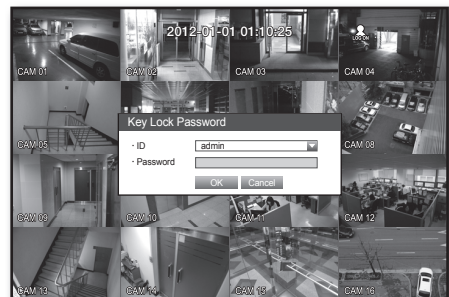 2012-01-01 01:10:25
LOG ON
CAM 01
CAM 02
CAM 03
CAM 04
Key Lock Password
CAM 05
CAM 08
· ID
admin
· Password
OK
Cancel
CAM 09
CAM 10
CAM 11
CAM 12
CAM 13
CAM 14
CAM 15
CAM 16